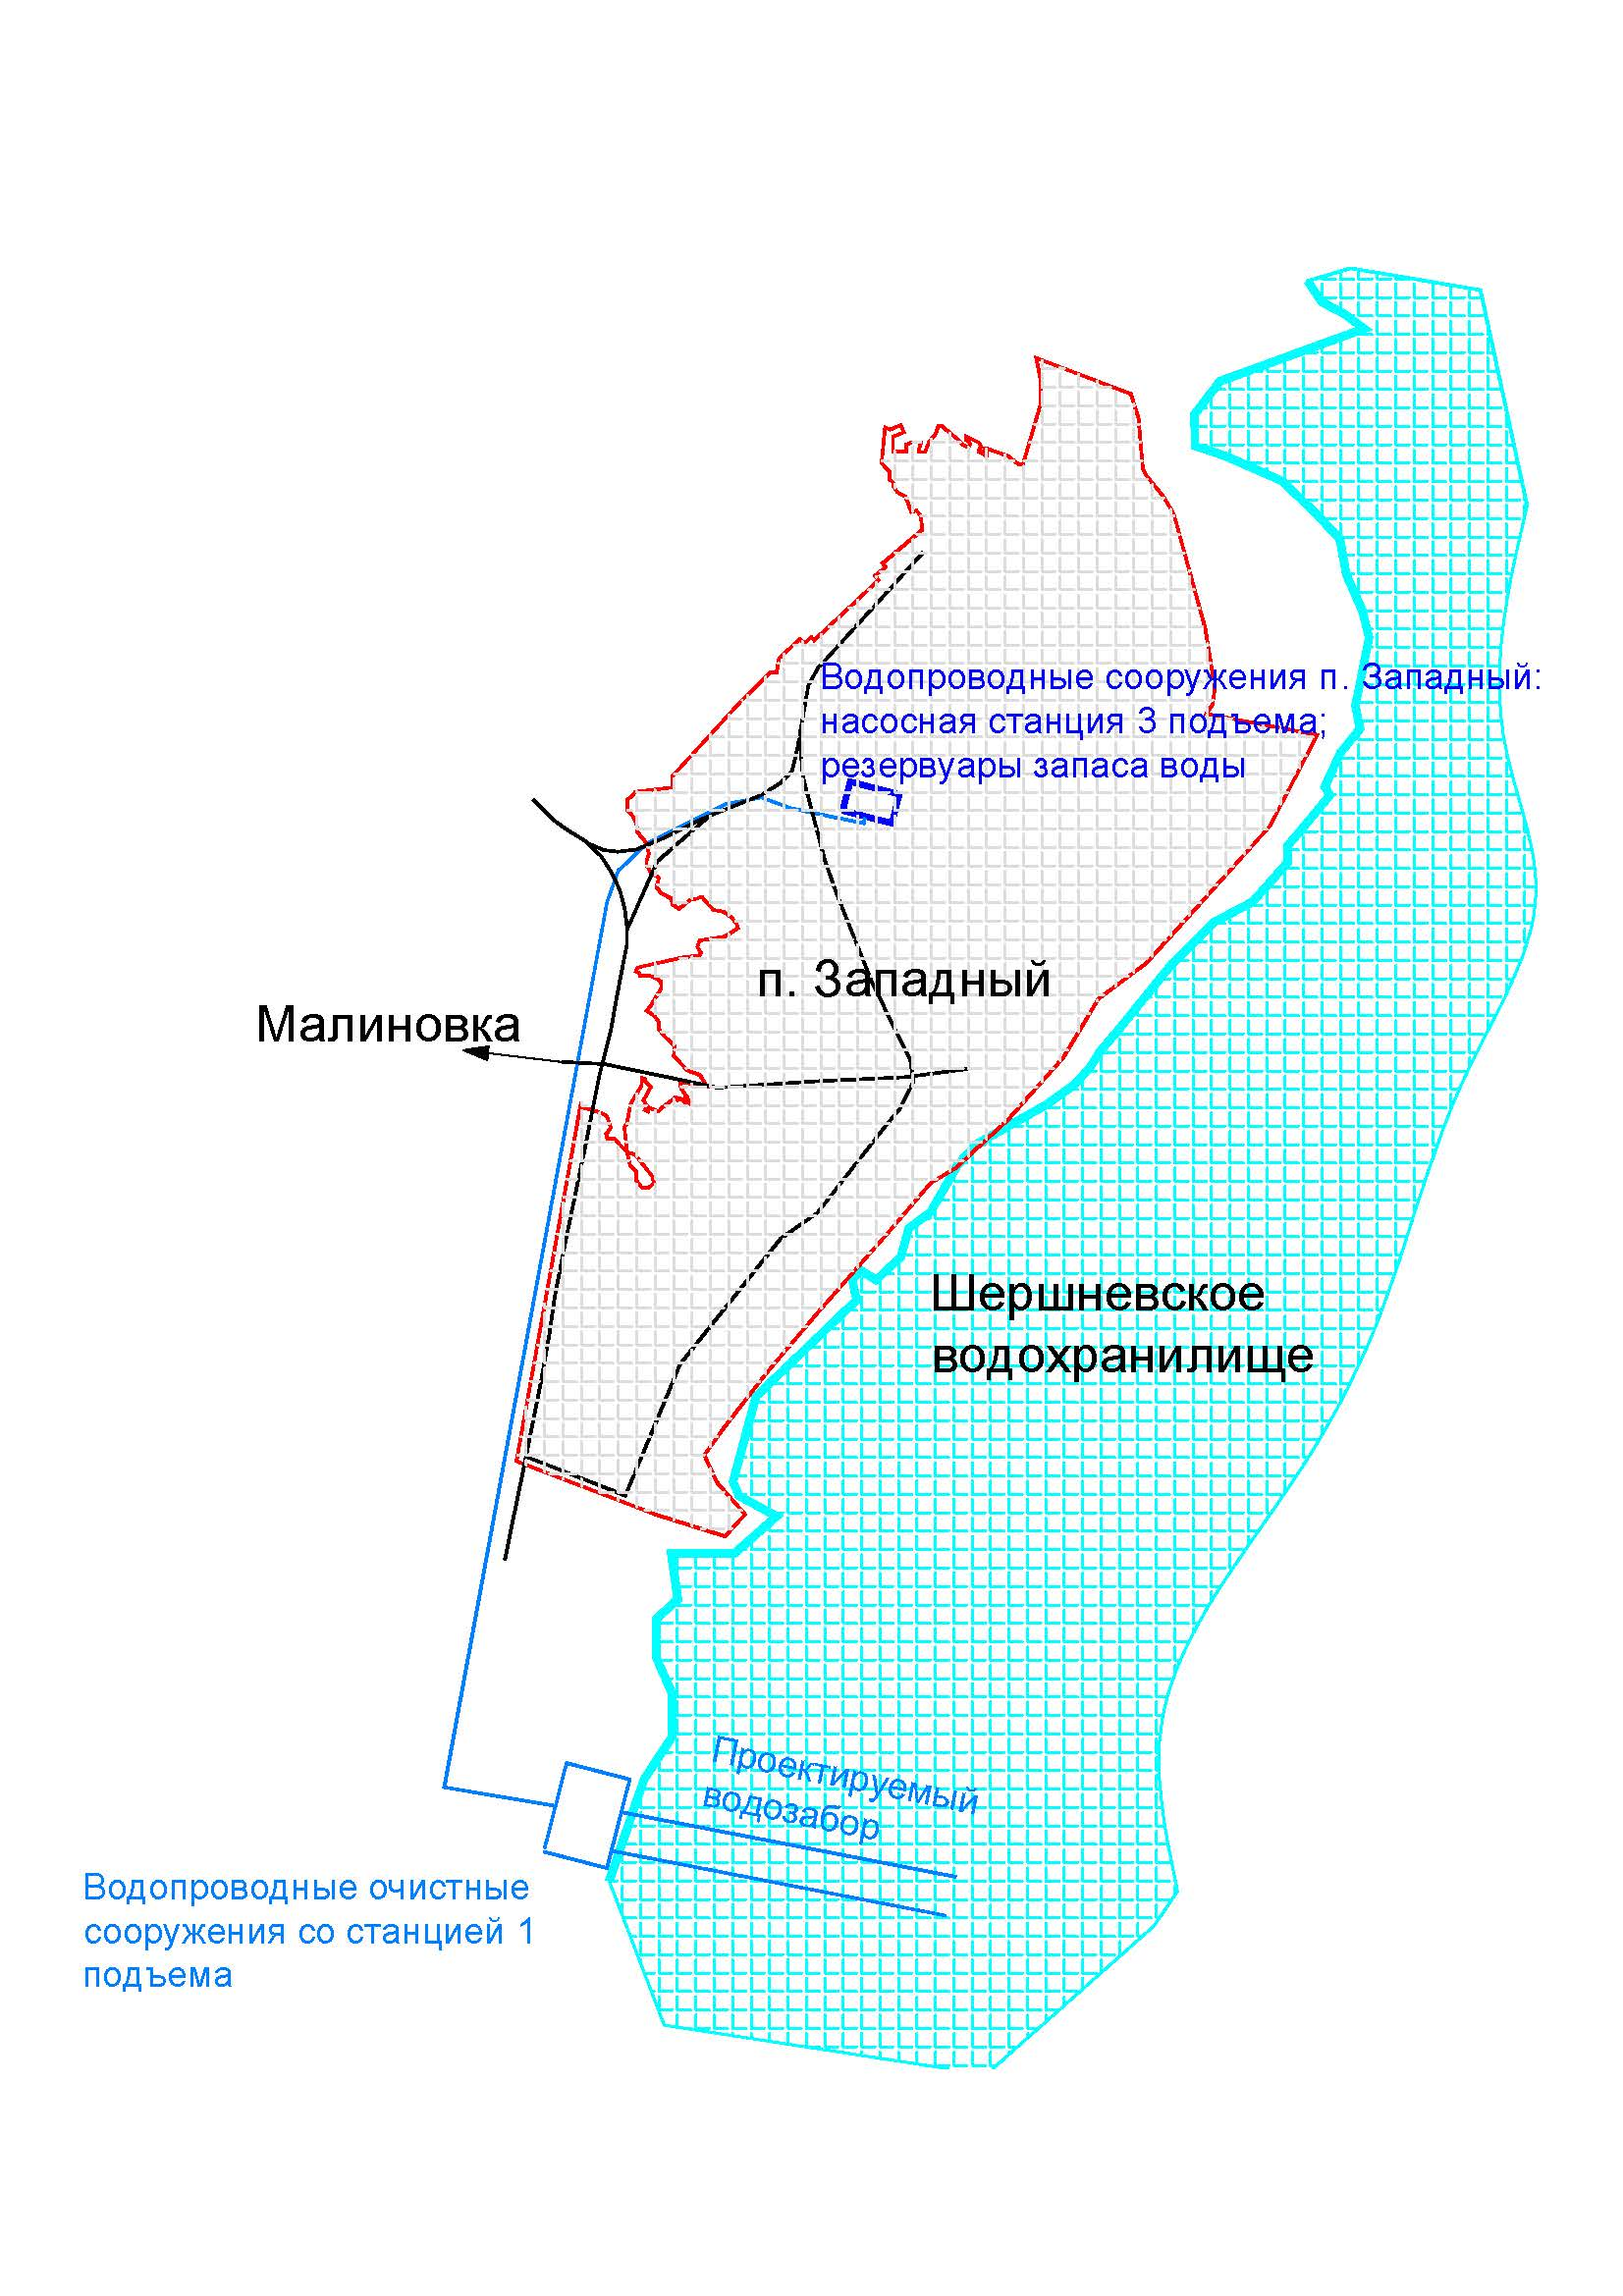 Водопроводные сооружения п. Западный:
насосная станция 3 подъема;
резервуары запаса воды
п. Западный
Малиновка
Шершневское
водохранилище
Проектируемый
водозабор
Водопроводные очистные
сооружения со станцией 1
подъема